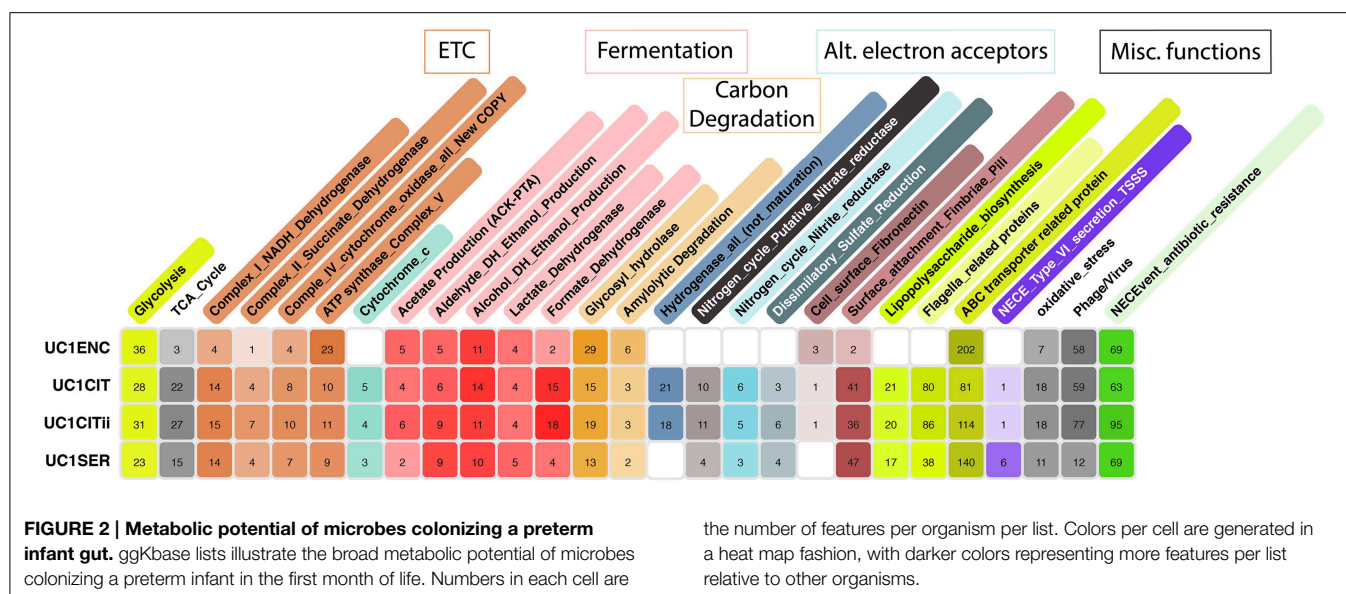 ETC
Fermentation
Alt. electron acceptors
Misc. functions
Carbon
Degradation
Glycolysis
TCA_Cycle
Complex_I_NADH_Dehydrogenase
Complex_II_Succinate_Dehydrogenase
Comple_IV_cytochrome_oxidase_all_New COPY
ATP synthase_Complex_V
Cytochrome_c
Acetate Production (ACK-PTA)
Aldehyde_DH_Ethanol_Production
Alcohol_DH_Ethanol_Production
Lactate_Dehydrogenase
Formate_Dehydrogenase
Glycosyl_hydrolase
Amylolytic Degradation
Hydrogenase_all_(not_maturation)
Nitrogen_cycle_Putative_Nitrate_reductase
Nitrogen_cycle_Nitrite_reductase
Dissimilatory_Sulfate_Reduction
Cell_surface_Fibronectin
Surface_attachment_Fimbriae_Pili
Lipopolysaccharide_biosynthesis
Flagella_related proteins
ABC transporter related protein
NECE_Type_VI_secretion_TSSS
oxidative_stress
Phage/Virus
NECEvent_antibiotic_resistance
UC1ENC 36 3 4 1 4 23 5 5 11 4 2 29 6 3 2 202 7 58 69
UC1CIT 28 22 14 4 8 10 5 4 6 14 4 15 15 3 21 10 6 3 1 41 21 80 81 1 18 59 63
UC1CITii 31 27 15 7 10 11 4 6 9 11 4 18 19 3 18 11 5 6 1 36 20 86 114 1 18 77 95
UC1SER 23 15 14 4 7 9 3 2 9 10 5 4 13 2 4 3 4 47 17 38 140 6 11 12 69
FIGURE 2 | Metabolic potential of microbes colonizing a preterm
infant gut. ggKbase lists illustrate the broad metabolic potential of microbes
colonizing a preterm infant in the first month of life. Numbers in each cell are
the number of features per organism per list. Colors per cell are generated in
a heat map fashion, with darker colors representing more features per list
relative to other organisms.